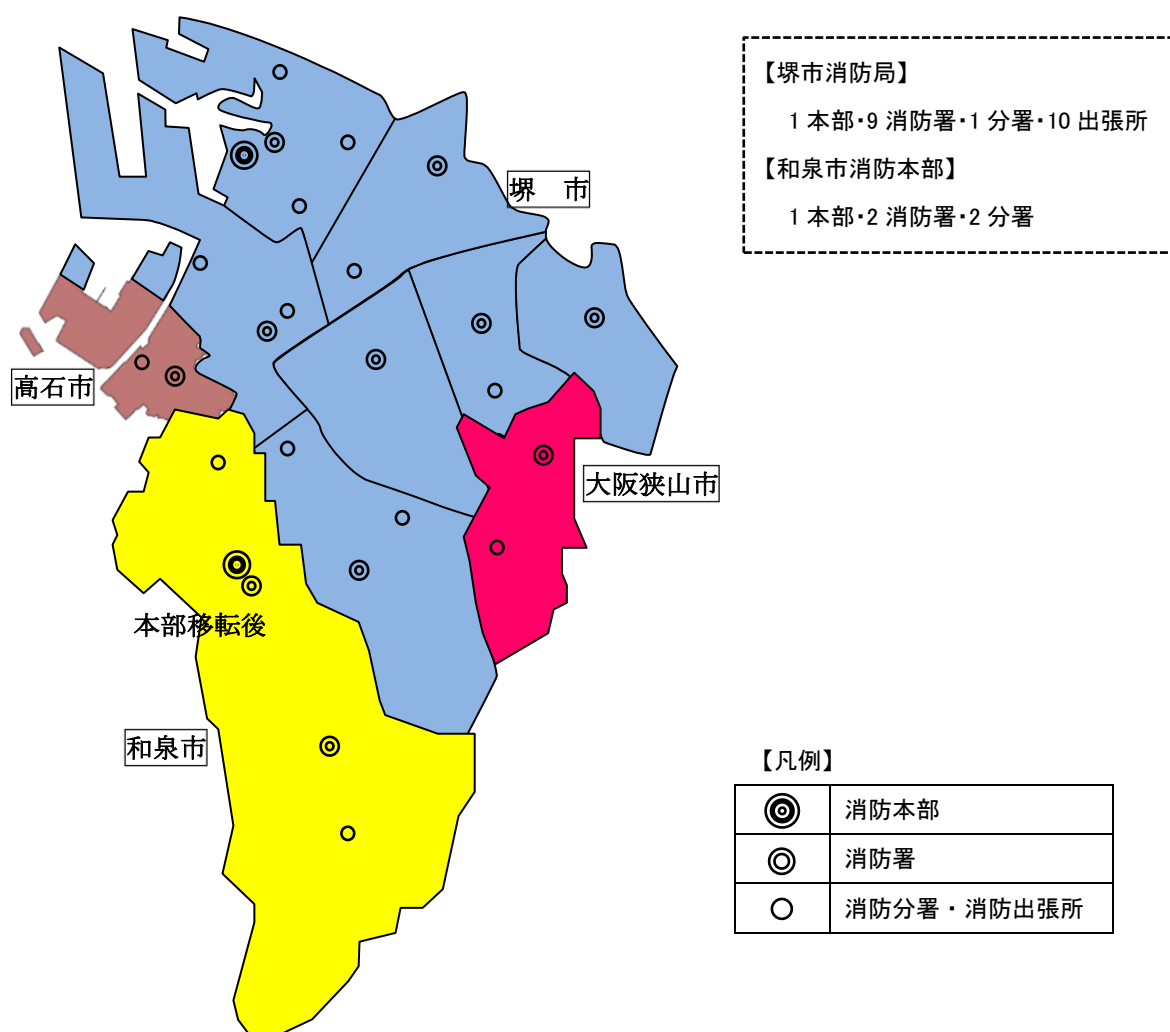 【堺市消防局】
1本部・9消防署・1分署・10出張所
【和泉市消防本部】
1本部・2消防署・2分署
堺　市
高石市
大阪狭山市
本部移転後
和泉市
【凡例】
消防本部
消防署
消防分署・消防出張所